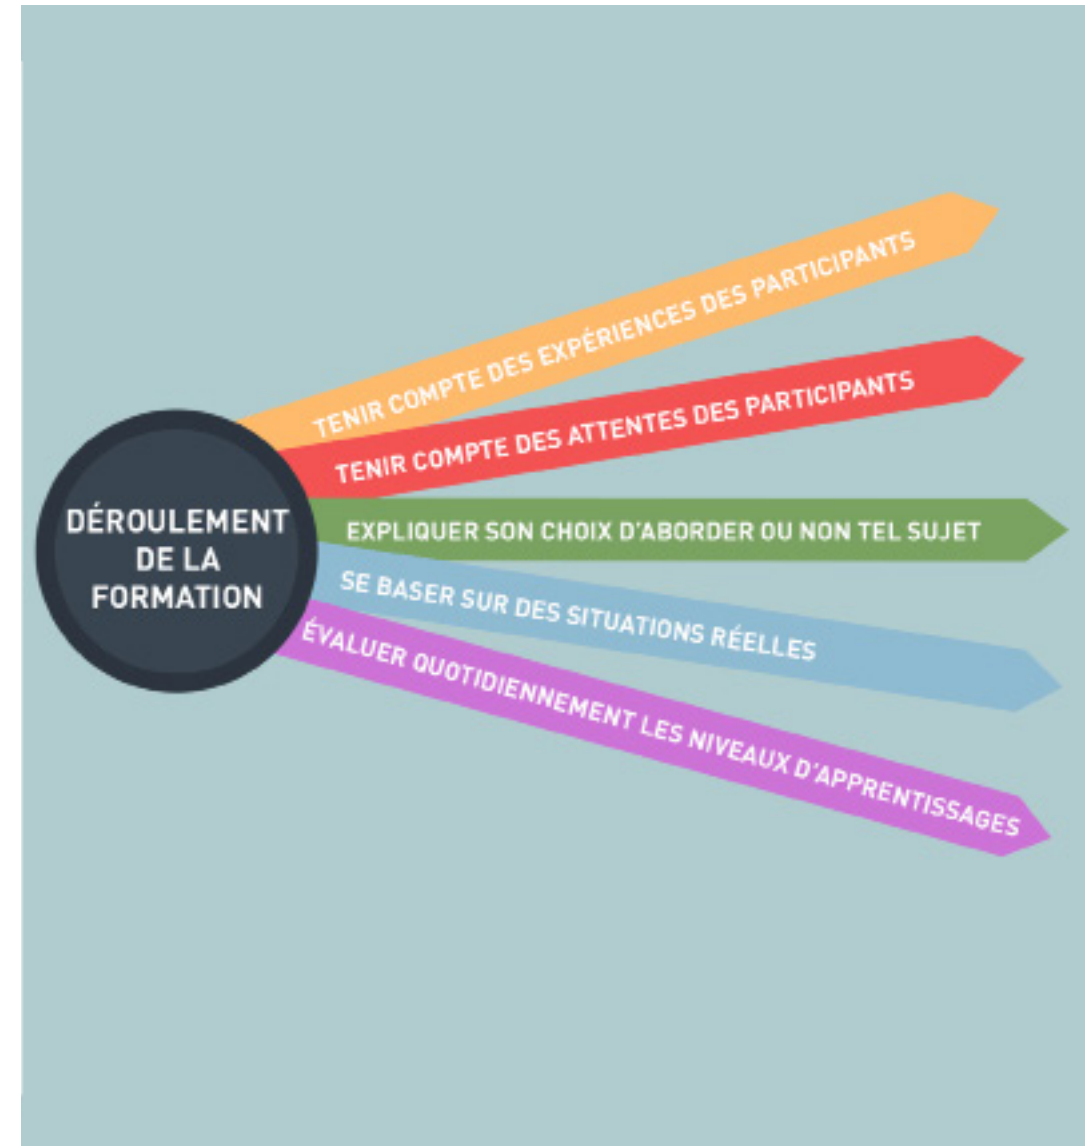 TENIR COMPTE DES EXPÉRIENCES DES PARTICIPANTS
TENIR COMPTE DES ATTENTES DES PARTICIPANTS
DÉROULEMENT
DE LA
FORMATION
EXPLIQUER SON CHOIX D'ABORDER OU NON TEL SUJET
SE BASER SUR DES SITUATIONS RÉELLES
ÉVALUER QUOTIDIENNEMENT LES NIVEAUX D'APPRENTISSAGES